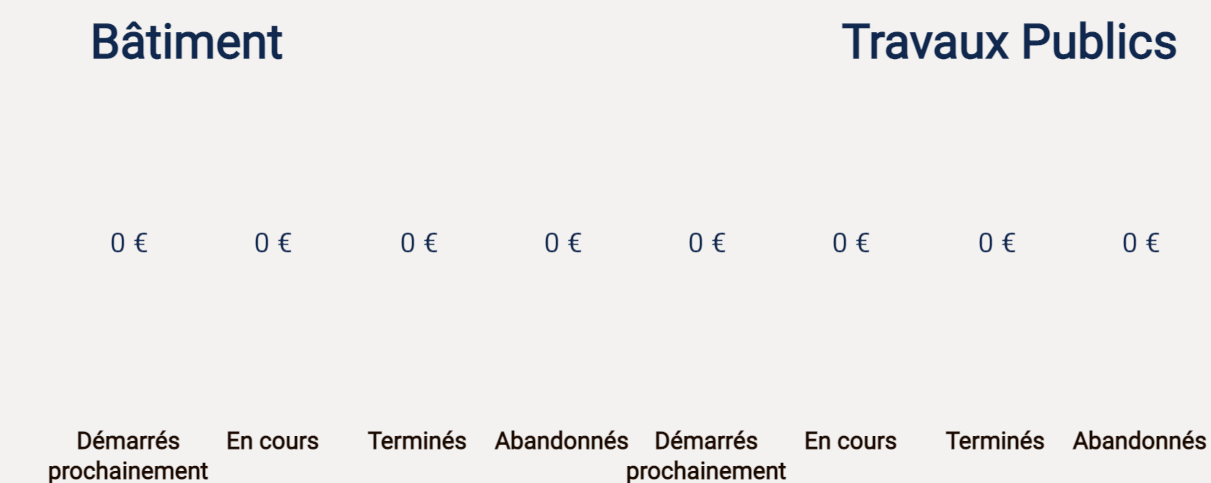 Bâtiment Travaux Publics
0 € 0 € 0 € 0 € 0 € 0 € 0 € 0 €
Démarrés En cours Terminés Abandonnés Démarrés En cours Terminés Abandonnés
prochainement prochainement